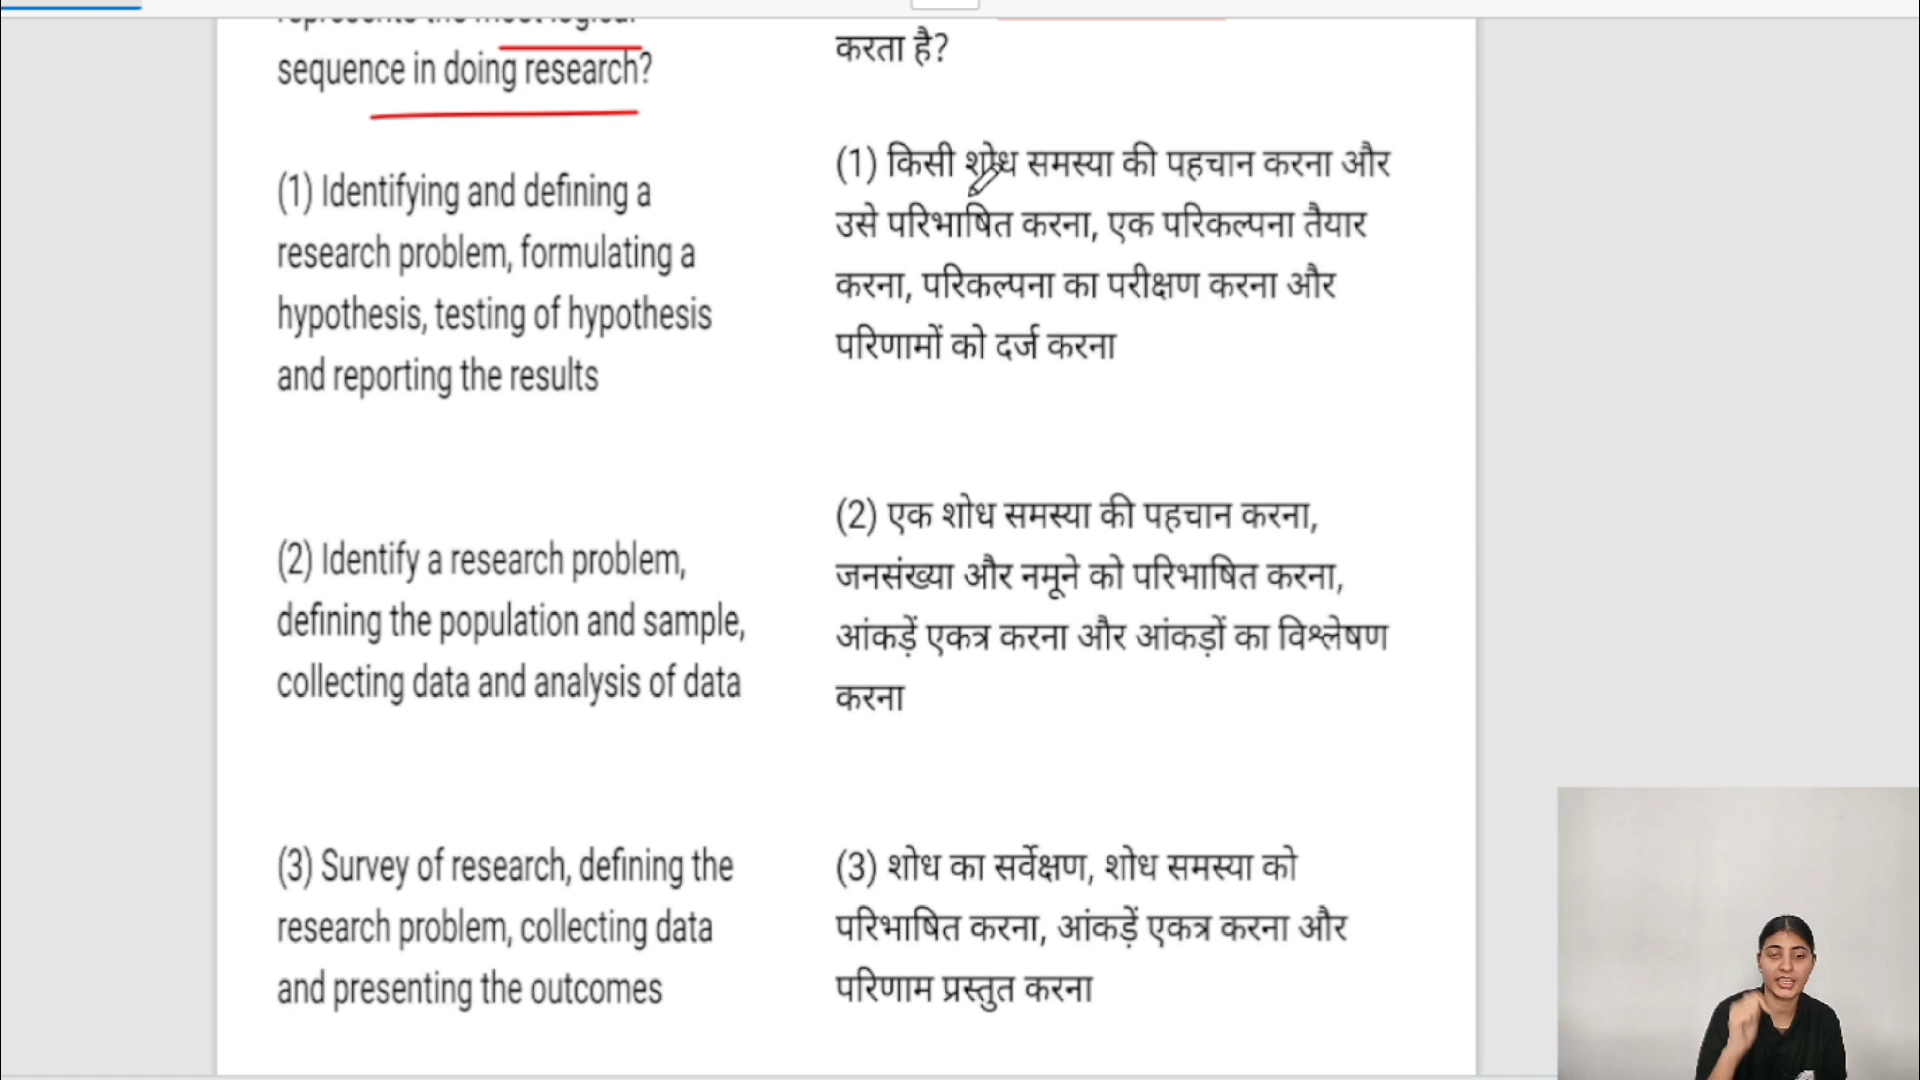 represents the most logical
sequence in doing research?
(1) Identifying and defining a
research problem, formulating a
hypothesis, testing of hypothesis
and reporting the results
(2) Identify a research problem,
defining the population and sample,
collecting data and analysis of data
(3) Survey of research, defining the
research problem, collecting data
and presenting the outcomes
करता है?
(1) किसी शोध समस्या की पहचान करना और
उसे परिभाषित करना, एक परिकल्पना तैयार
करना, परिकल्पना का परीक्षण करना और
परिणामों को दर्ज करना
(2) एक शोध समस्या की पहचान करना,
जनसंख्या और नमूने को परिभाषित करना,
आंकड़ें एकत्र करना और आंकड़ों का विश्लेषण
करना
(3) शोध का सर्वेक्षण, शोध समस्या को
परिभाषित करना, आंकड़ें एकत्र करना और
परिणाम प्रस्तुत करना